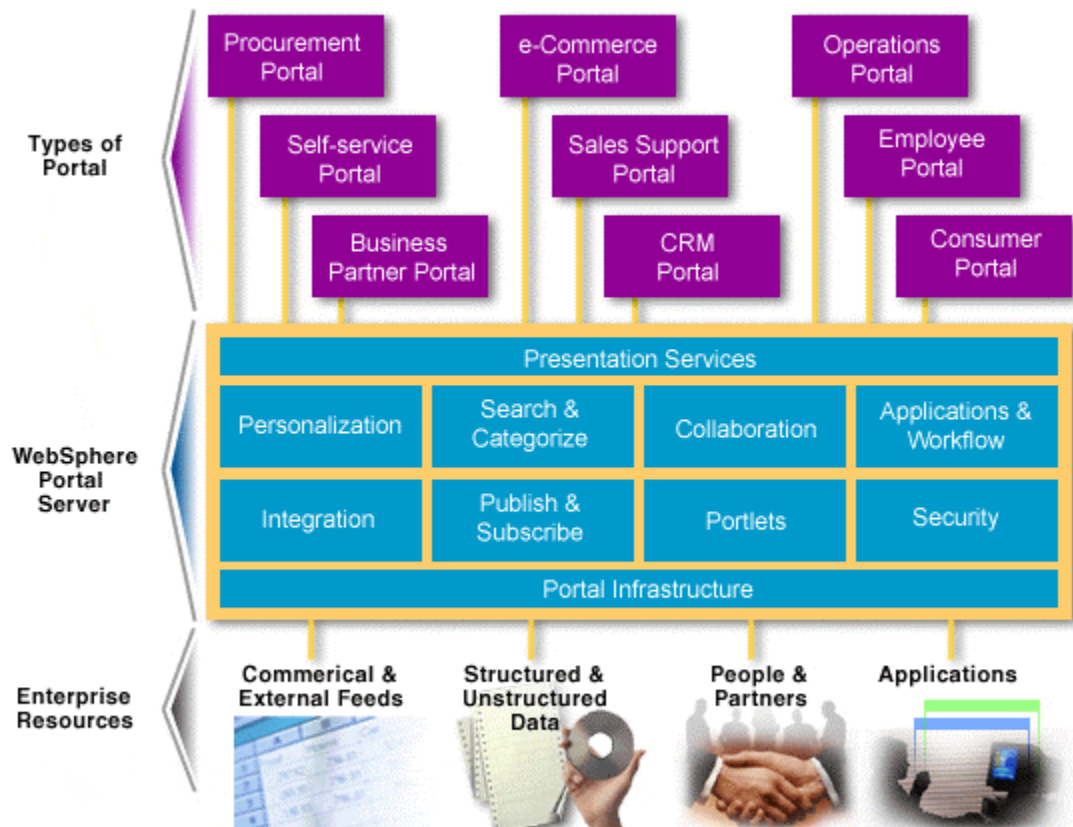 Types of
Portal
Procurement
Portal
e-Commerce
Portal
Operations
Portal
Self-service
Portal
Sales Support
Portal
Employee
Portal
Business
Partner Portal
CRM
Portal
Consumer
Portal
WebSphere
Portal
Server
Presentation Services
Personalization
Search &
Categorize
Collaboration
Applications &
Workflow
Integration
Publish &
Subscribe
Portlets
Security
Portal Infrastructure
Enterprise
Resources
Commerical &
External Feeds
Structured &
Unstructured
Data
People &
Partners
Applications